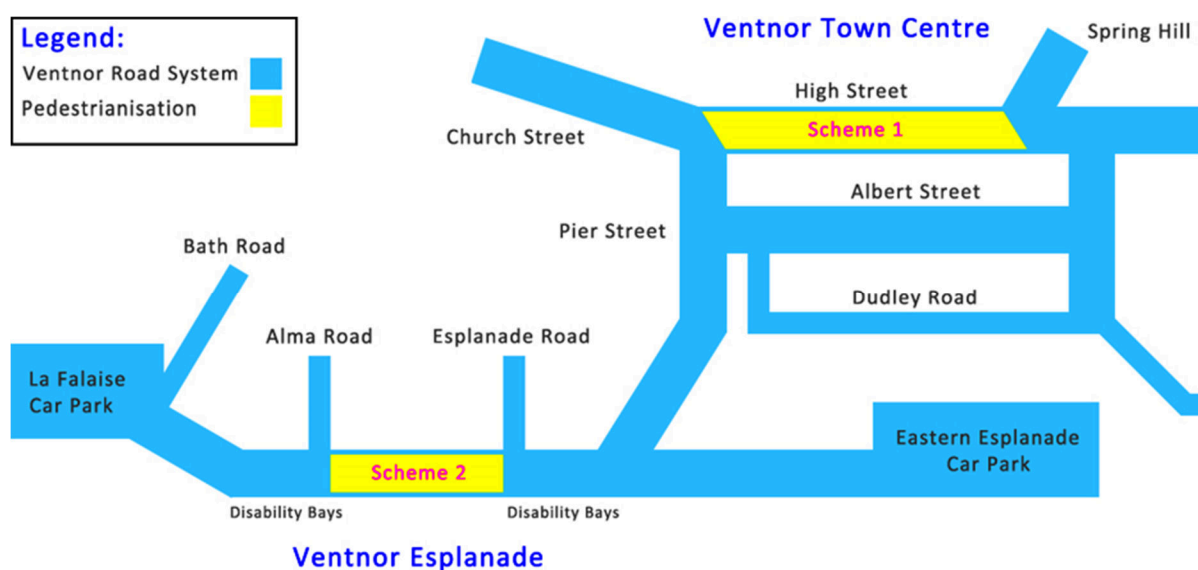 Legend:
Ventnor Road System
Pedestrianisation
Ventnor Town Centre
Spring Hill
High Street
Scheme 1
Church Street
Albert Street
Pier Street
Bath Road
Dudley Road
Alma Road
Esplanade Road
La Falaise
Car Park
Eastern Esplanade
Car Park
Scheme 2
Disability Bays
Disability Bays
Ventnor Esplanade